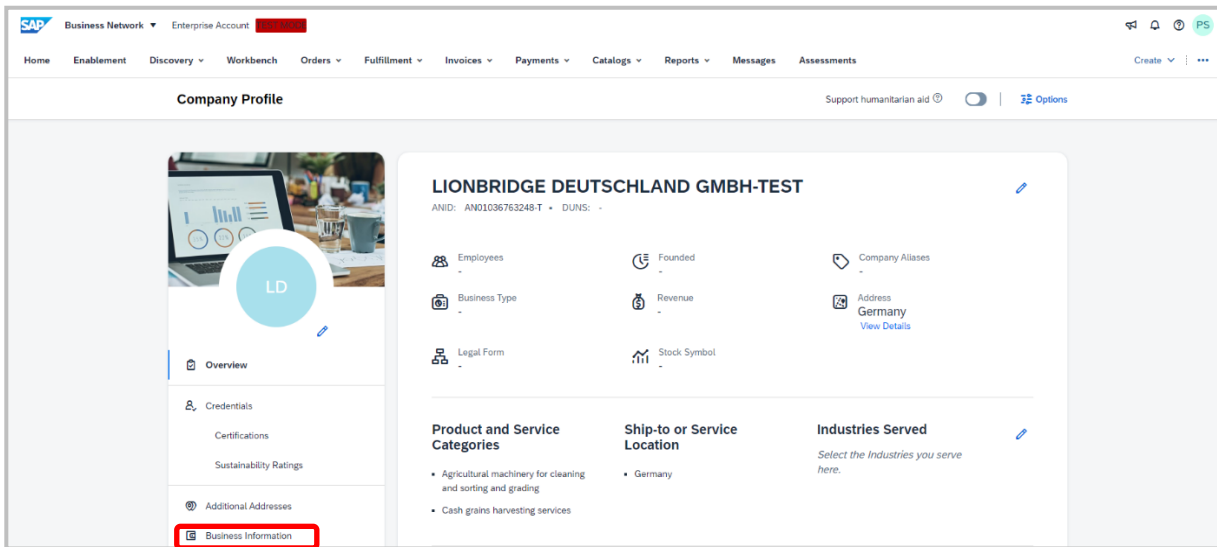 SAP Business Network Enterprise Account TEST MODE
PS
Home Enablement Discovery Workbench Orders Fulfillment Invoices Payments Catalogs Reports Messages Assessments Create
Company Profile
Support humanitarian aid Options
LD
Overview
Credentials
Certifications
Sustainability Ratings
Additional Addresses
Business Information
LIONBRIDGE DEUTSCHLAND GMBH-TEST
ANID: AN01036763248-T • DUNS: -
Employees
-
Founded
-
Company Aliases
-
Business Type
-
Revenue
-
Address
Germany
View Details
Legal Form
-
Stock Symbol
-
Product and Service
Categories
▪ Agricultural machinery for cleaning
and sorting and grading
▪ Cash grains harvesting services
Ship-to or Service
Location
▪ Germany
Industries Served
Select the Industries you serve
here.